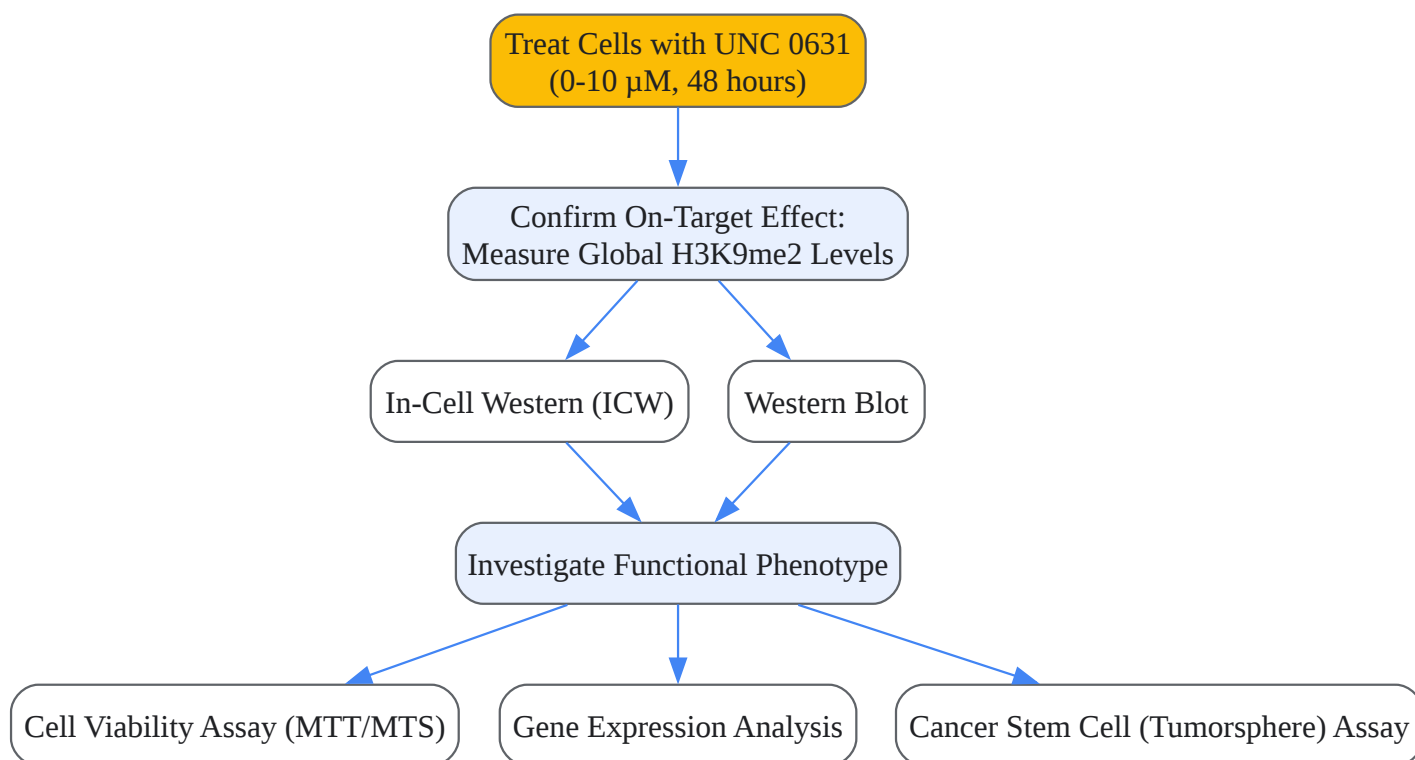 Treat Cells with UNC 0631
(0-10 µM, 48 hours)
Confirm On-Target Effect:
Measure Global H3K9me2 Levels
In-Cell Western (ICW)
Western Blot
Investigate Functional Phenotype
Cell Viability Assay (MTT/MTS)
Gene Expression Analysis
Cancer Stem Cell (Tumorsphere) Assay